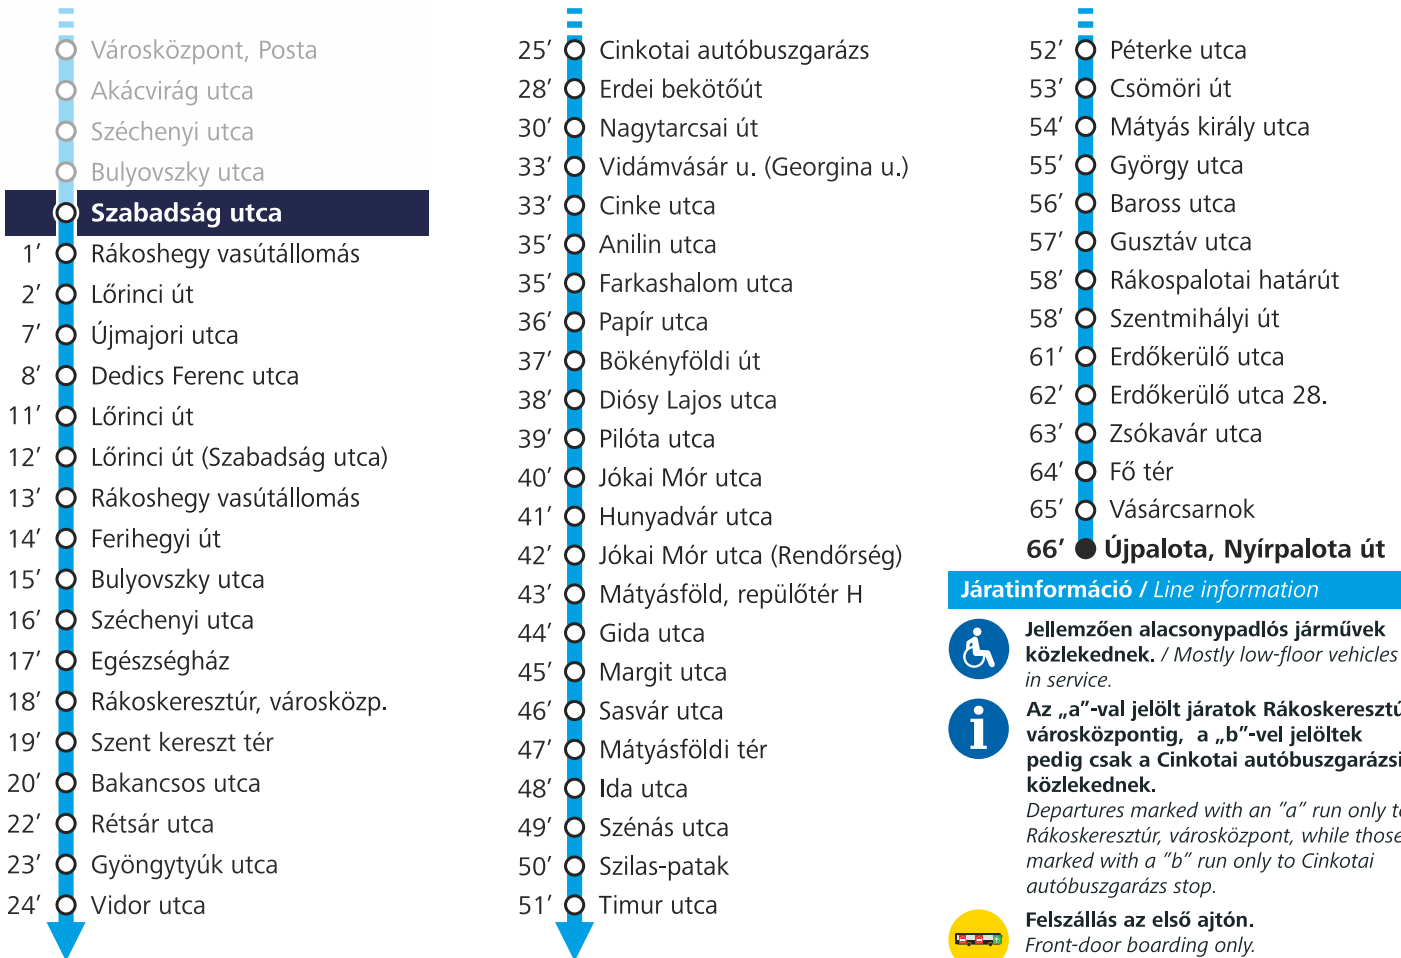 Városközpont, Posta
Akácvirág utca
Széchenyi utca
Bulyovszky utca
Szabadság utca
1’ Rákoshegy vasútállomás
2’ Lőrinci út
7’ Újmajori utca
8’ Dedics Ferenc utca
11’ Lőrinci út
12’ Lőrinci út (Szabadság utca)
13’ Rákoshegy vasútállomás
14’ Ferihegyi út
15’ Bulyovszky utca
16’ Széchenyi utca
17’ Egészségház
18’ Rákoskeresztúr, városközp.
19’ Szent kereszt tér
20’ Bakancsos utca
22’ Rétsár utca
23’ Gyöngytyúk utca
24’ Vidor utca
25’ Cinkotai autóbuszgarázs
28’ Erdei bekötőút
30’ Nagytarcsai út
33’ Vidámvásár u. (Georgina u.)
33’ Cinke utca
35’ Anilin utca
35’ Farkashalom utca
36’ Papír utca
37’ Bökényföldi út
38’ Diósy Lajos utca
39’ Pilóta utca
40’ Jókai Mór utca
41’ Hunyadvár utca
42’ Jókai Mór utca (Rendőrség)
43’ Mátyásföld, repülőtér H
44’ Gida utca
45’ Margit utca
46’ Sasvár utca
47’ Mátyásföldi tér
48’ Ida utca
49’ Szénás utca
50’ Szilas-patak
51’ Timur utca
52’ Péterke utca
53’ Csömöri út
54’ Mátyás király utca
55’ György utca
56’ Baross utca
57’ Gusztáv utca
58’ Rákospalotai határút
58’ Szentmihályi út
61’ Erdőkerülő utca
62’ Erdőkerülő utca 28.
63’ Zsókavár utca
64’ Fő tér
65’ Vásárcsarnok
66’ Újpalota, Nyírpalota út
Járatinformáció / Line information
Jellemzően alacsonypadlós járművek
közlekednek. / Mostly low-floor vehicles
in service.
Az „a”-val jelölt járatok Rákoskeresztú
városközpontig, a „b”-vel jelöltek
pedig csak a Cinkotai autóbuszgarázsi
közlekednek.
Departures marked with an ”a” run only to
Rákoskeresztúr, városközpont, while those
marked with a ”b” run only to Cinkotai
autóbuszgarázs stop.
Felszállás az első ajtón.
Front-door boarding only.